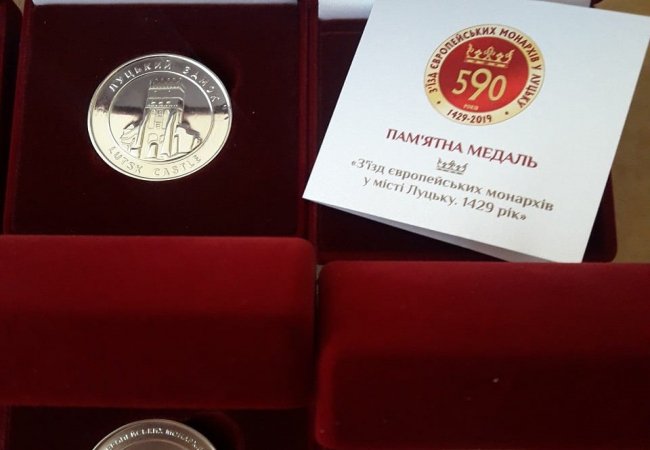 ЛУЦЬКИЙ ЗАМОК
LUTSK CASTLE
З'ЇЗД ЄВРОПЕЙСЬКИХ МОНАРХІВ У ЛУЦЬКУ
590
РОКІВ
• 1429-2019 •
ПАМ'ЯТНА МЕДАЛЬ
«З'їзд європейських монархів
у місті Луцьку. 1429 рік»